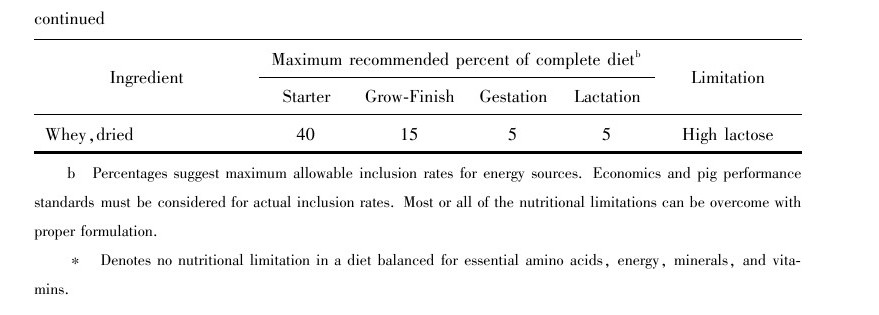 continued
Ingredient Maximum recommended percent of complete diet^b Limitation
Starter Grow-Finish Gestation Lactation
Whey,dried 40 15 5 5 High lactose
b Percentages suggest maximum allowable inclusion rates for energy sources. Economics and pig performance
standards must be considered for actual inclusion rates. Most or all of the nutritional limitations can be overcome with
proper formulation.
* Denotes no nutritional limitation in a diet balanced for essential amino acids, energy, minerals, and vita-
mins.